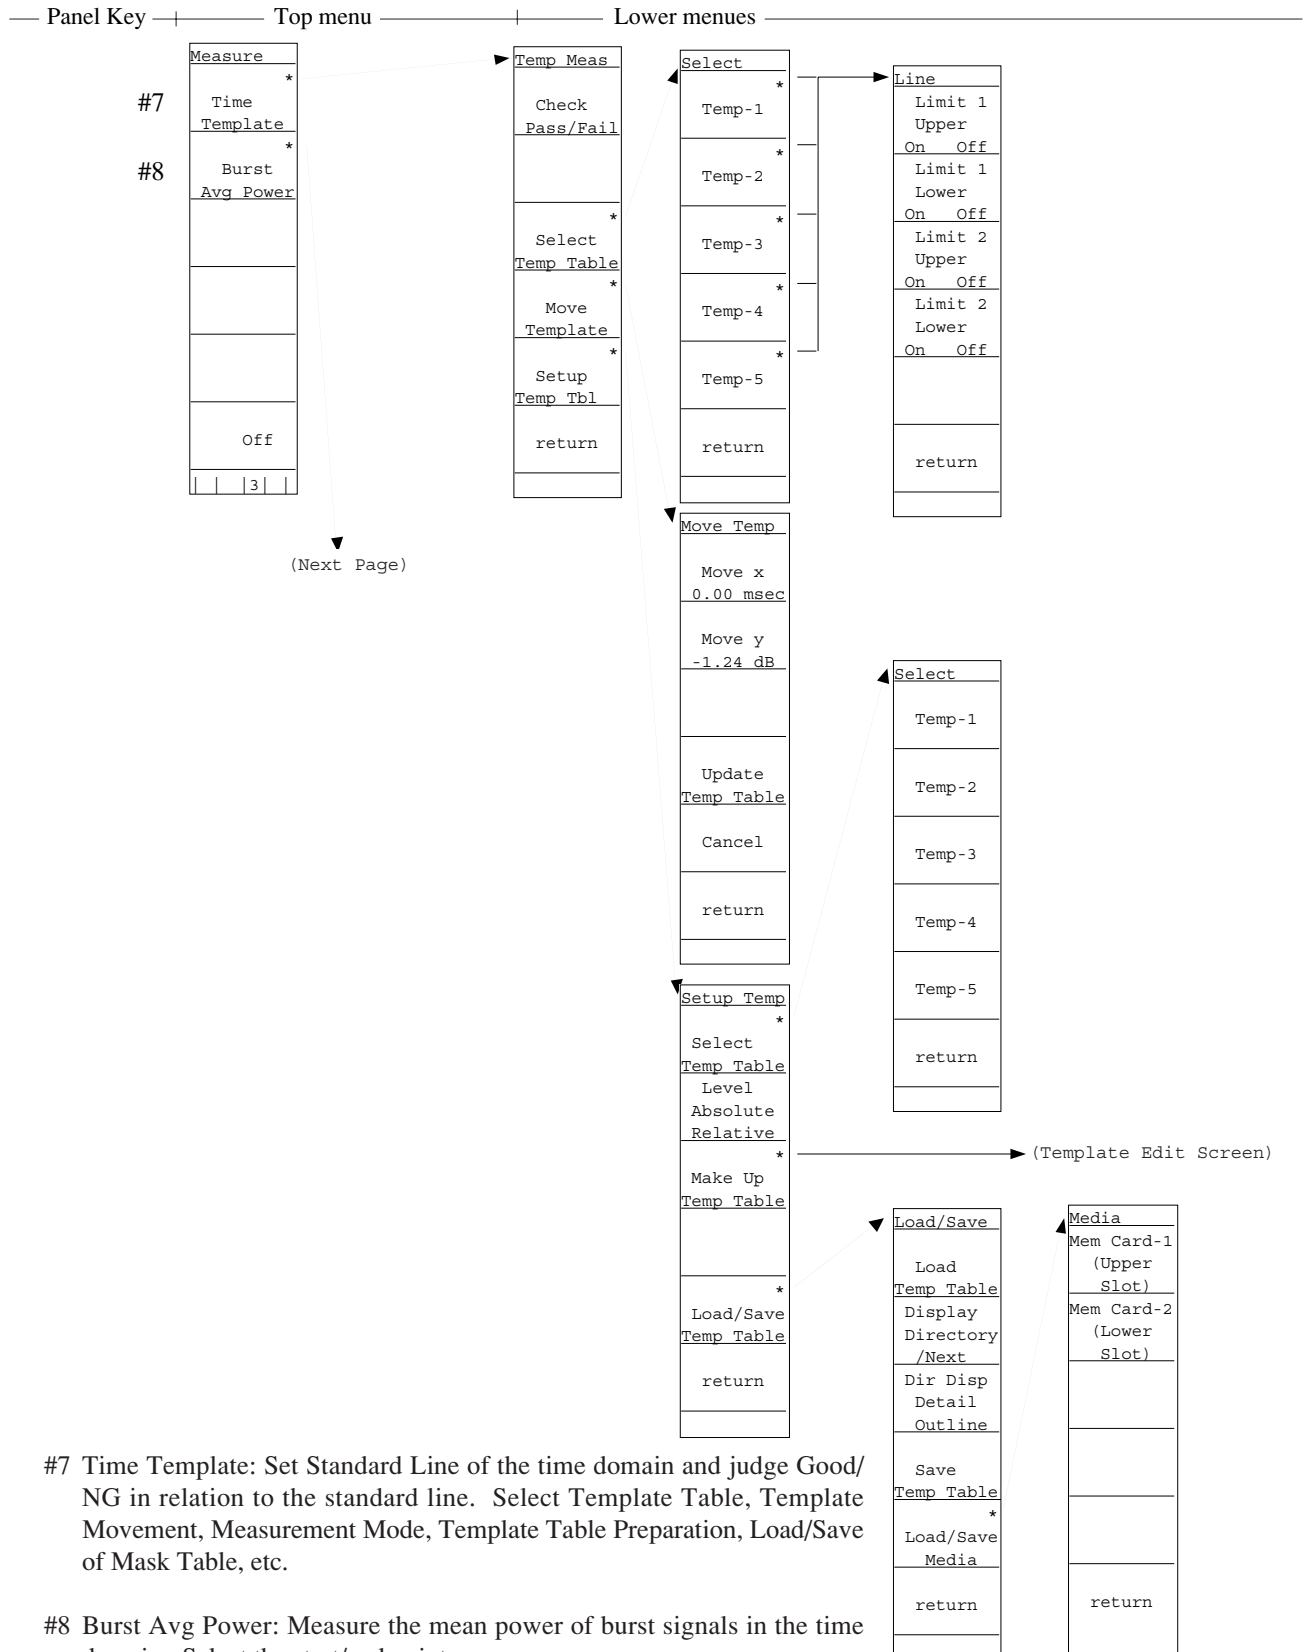 Panel Key
Top menu
Lower menues
#7
#8
Measure
*
Time
Template
*
Burst
Avg Power
Off
| | |3| |
(Next Page)
Temp Meas
Check
Pass/Fail
*
Select
Temp Table
*
Move
Template
*
Setup
Temp Tbl
return
Select
*
Temp-1
*
Temp-2
*
Temp-3
*
Temp-4
*
Temp-5
return
Line
Limit 1
Upper
On Off
Limit 1
Lower
On Off
Limit 2
Upper
On Off
Limit 2
Lower
On Off
return
Move Temp
Move x
0.00 msec
Move y
-1.24 dB
Update
Temp Table
Cancel
return
Select
Temp-1
Temp-2
Temp-3
Temp-4
Temp-5
return
Setup Temp
*
Select
Temp Table
Level
Absolute
Relative
*
Make Up
Temp Table
*
Load/Save
Temp Table
return
(Template Edit Screen)
Load/Save
Load
Temp Table
Display
Directory
/Next
Dir Disp
Detail
Outline
Save
Temp Table
*
Load/Save
Media
return
Media
Mem Card-1
(Upper
Slot)
Mem Card-2
(Lower
Slot)
return
#7 Time Template: Set Standard Line of the time domain and judge Good/
NG in relation to the standard line. Select Template Table, Template
Movement, Measurement Mode, Template Table Preparation, Load/Save
of Mask Table, etc.
#8 Burst Avg Power: Measure the mean power of burst signals in the time